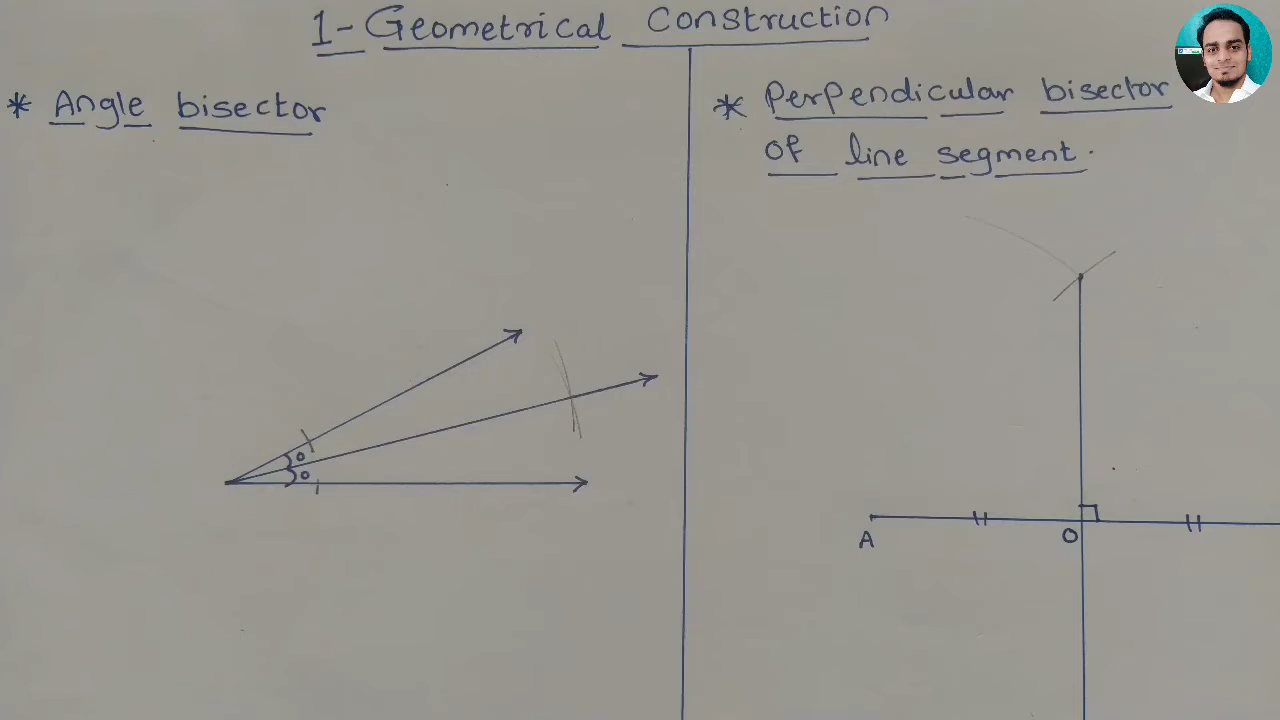 1-Geometrical Construction
* Angle bisector
* Perpendicular bisector
of line segment.
o
o
A
O